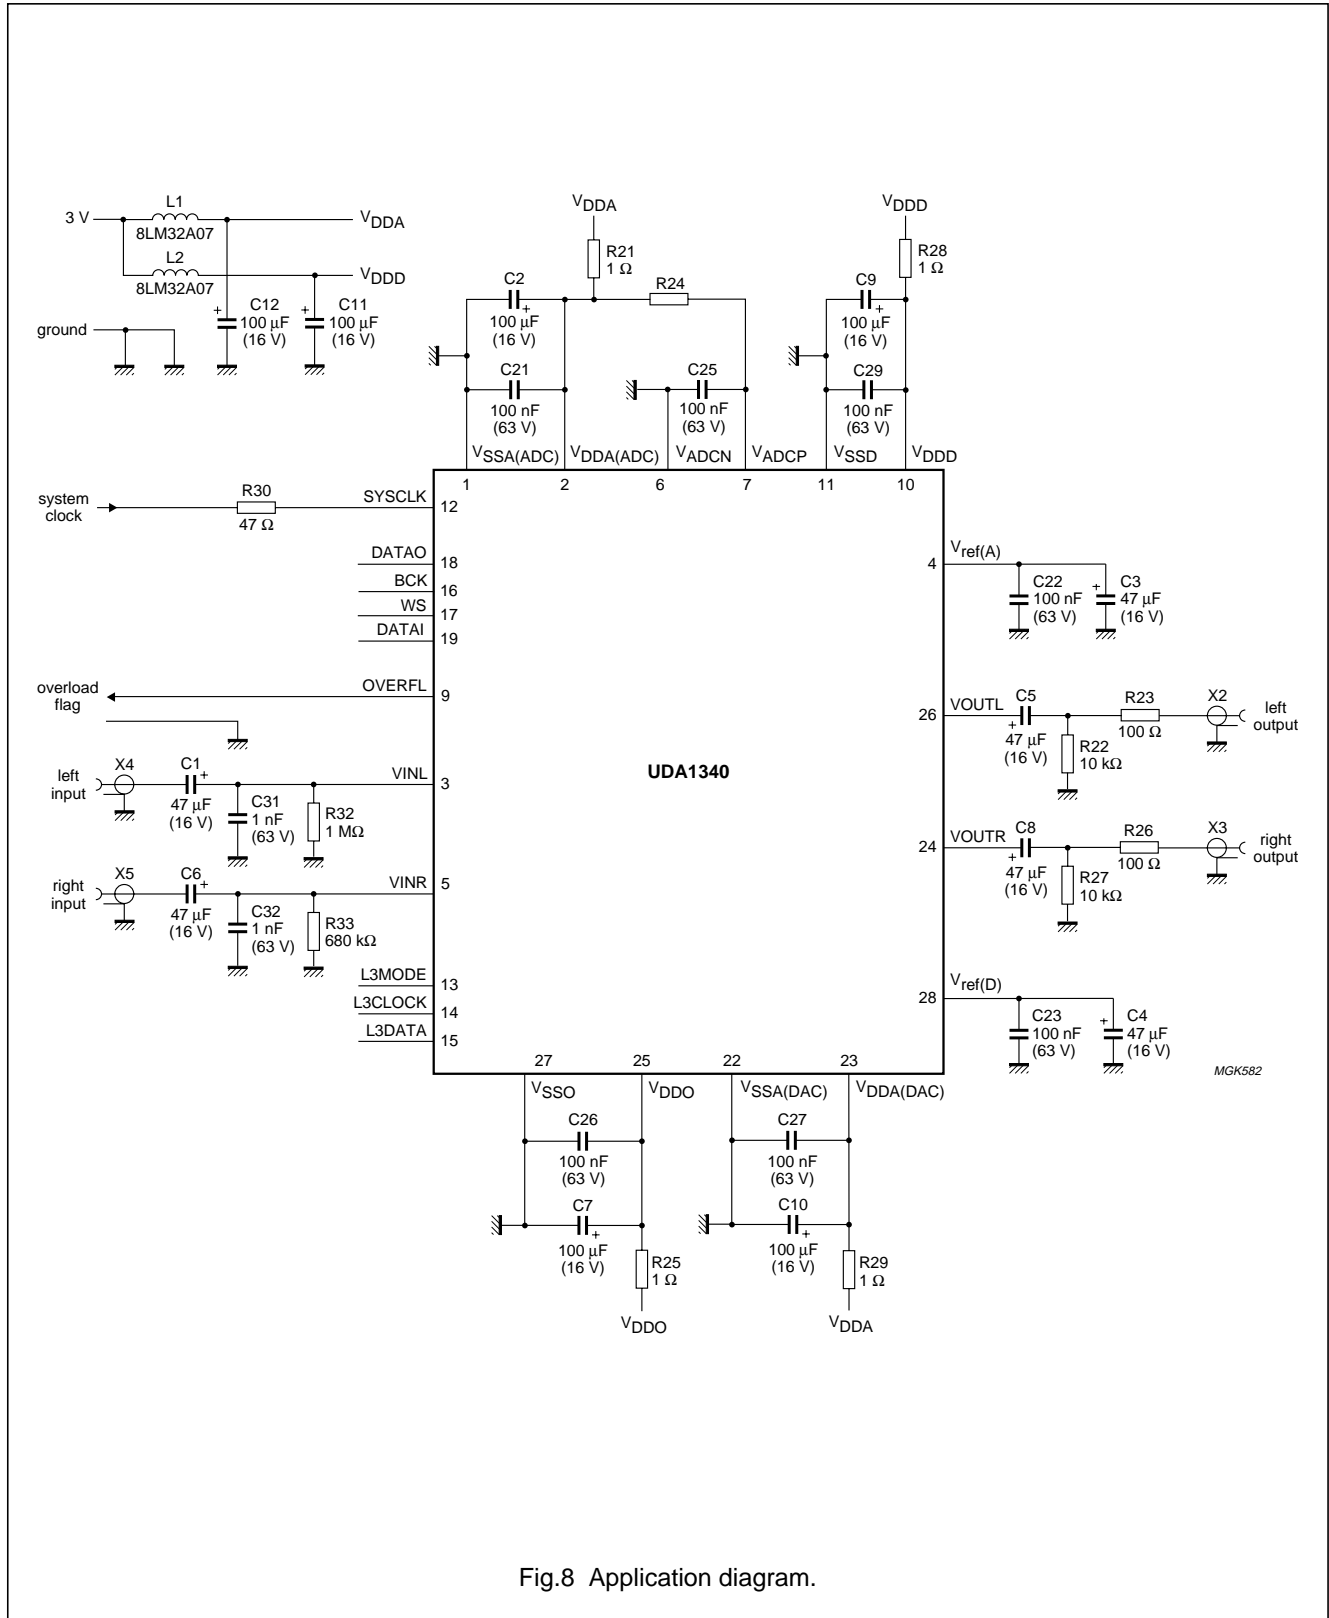 3 V
L1
8LM32A07
VDDA
L2
8LM32A07
VDDD
C12
100 μF
(16 V)
+
C11
100 μF
(16 V)
+
ground
VDDA
R21
1 Ω
C2
+
100 μF
(16 V)
R24
C21
100 nF
(63 V)
C25
100 nF
(63 V)
VDDD
R28
1 Ω
C9
+
100 μF
(16 V)
C29
100 nF
(63 V)
VSSA(ADC)
VDDA(ADC)
VADCN
VADCP
VSSD
VDDD
1
2
6
7
11
10
system
clock
R30
47 Ω
SYSCLK
12
DATAO
18
BCK
16
WS
17
DATAI
19
overload
flag
OVERFL
9
left
input
X4
C1
+
47 μF
(16 V)
C31
1 nF
(63 V)
R32
1 MΩ
VINL
3
right
input
X5
C6
+
47 μF
(16 V)
C32
1 nF
(63 V)
R33
680 kΩ
VINR
5
L3MODE
13
L3CLOCK
14
L3DATA
15
UDA1340
4
Vref(A)
C22
100 nF
(63 V)
+
C3
47 μF
(16 V)
26
VOUTL
C5
+
47 μF
(16 V)
R22
10 kΩ
R23
100 Ω
X2
left
output
24
VOUTR
C8
+
47 μF
(16 V)
R27
10 kΩ
R26
100 Ω
X3
right
output
28
Vref(D)
C23
100 nF
(63 V)
+
C4
47 μF
(16 V)
MGK582
27
25
22
23
VSSO
VDDO
VSSA(DAC)
VDDA(DAC)
C26
100 nF
(63 V)
C7
+
100 μF
(16 V)
R25
1 Ω
VDDO
C27
100 nF
(63 V)
C10
+
100 μF
(16 V)
R29
1 Ω
VDDA
Fig.8 Application diagram.